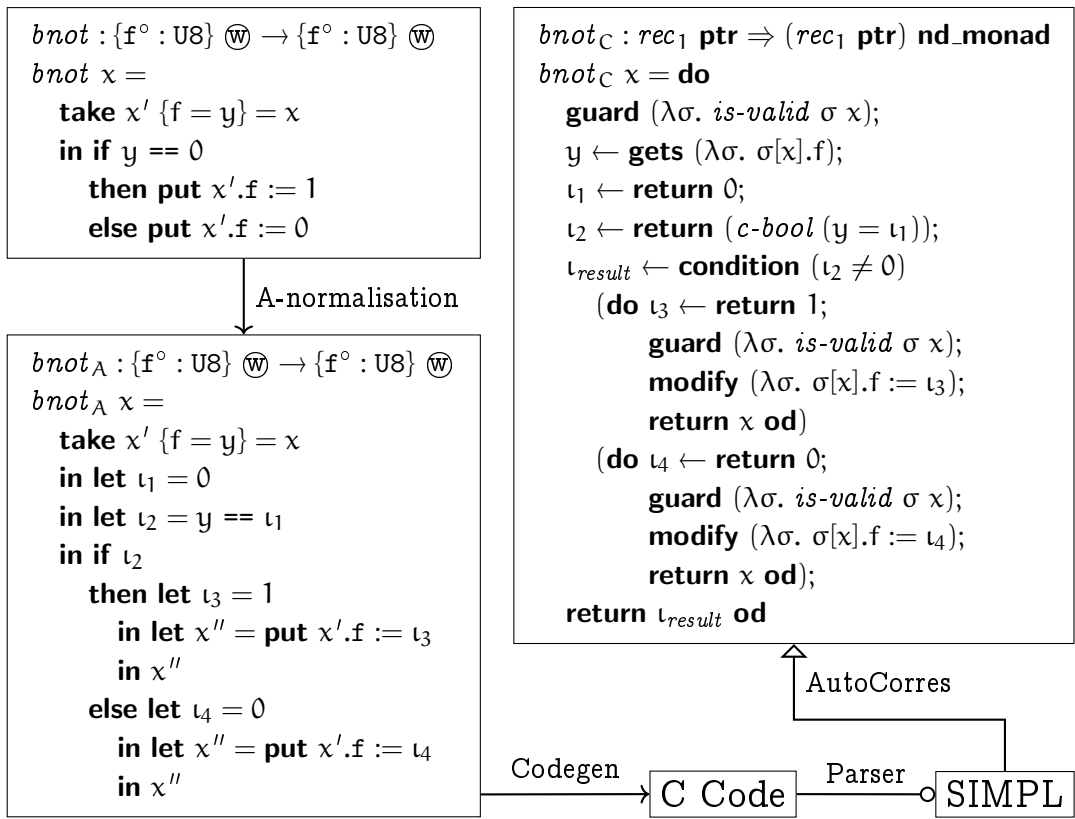 bnot : {f° : U8} ⓦ → {f° : U8} ⓦ
bnot x =
take x′ {f = y} = x
in if y == 0
then put x′.f := 1
else put x′.f := 0
A-normalisation
bnot_A : {f° : U8} ⓦ → {f° : U8} ⓦ
bnot_A x =
take x′ {f = y} = x
in let ι₁ = 0
in let ι₂ = y == ι₁
in if ι₂
then let ι₃ = 1
in let x″ = put x′.f := ι₃
in x″
else let ι₄ = 0
in let x″ = put x′.f := ι₄
in x″
Codegen
C Code
Parser
SIMPL
AutoCorres
bnot_C : rec₁ ptr ⇒ (rec₁ ptr) nd_monad
bnot_C x = do
guard (λσ. is-valid σ x);
y ← gets (λσ. σ[x].f);
ι₁ ← return 0;
ι₂ ← return (c-bool (y = ι₁));
ι_result ← condition (ι₂ ≠ 0)
(do ι₃ ← return 1;
guard (λσ. is-valid σ x);
modify (λσ. σ[x].f := ι₃);
return x od)
(do ι₄ ← return 0;
guard (λσ. is-valid σ x);
modify (λσ. σ[x].f := ι₄);
return x od);
return ι_result od